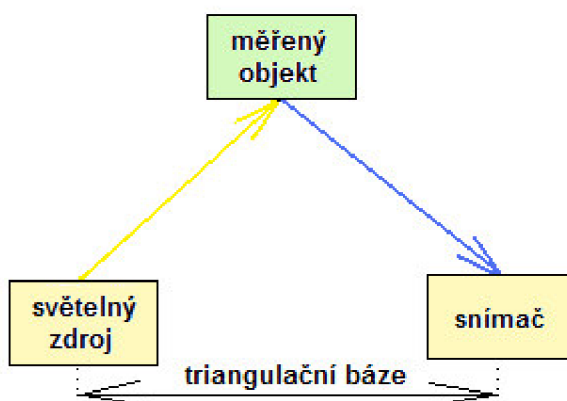 měřený
objekt
světelný
zdroj
snímač
triangulační báze